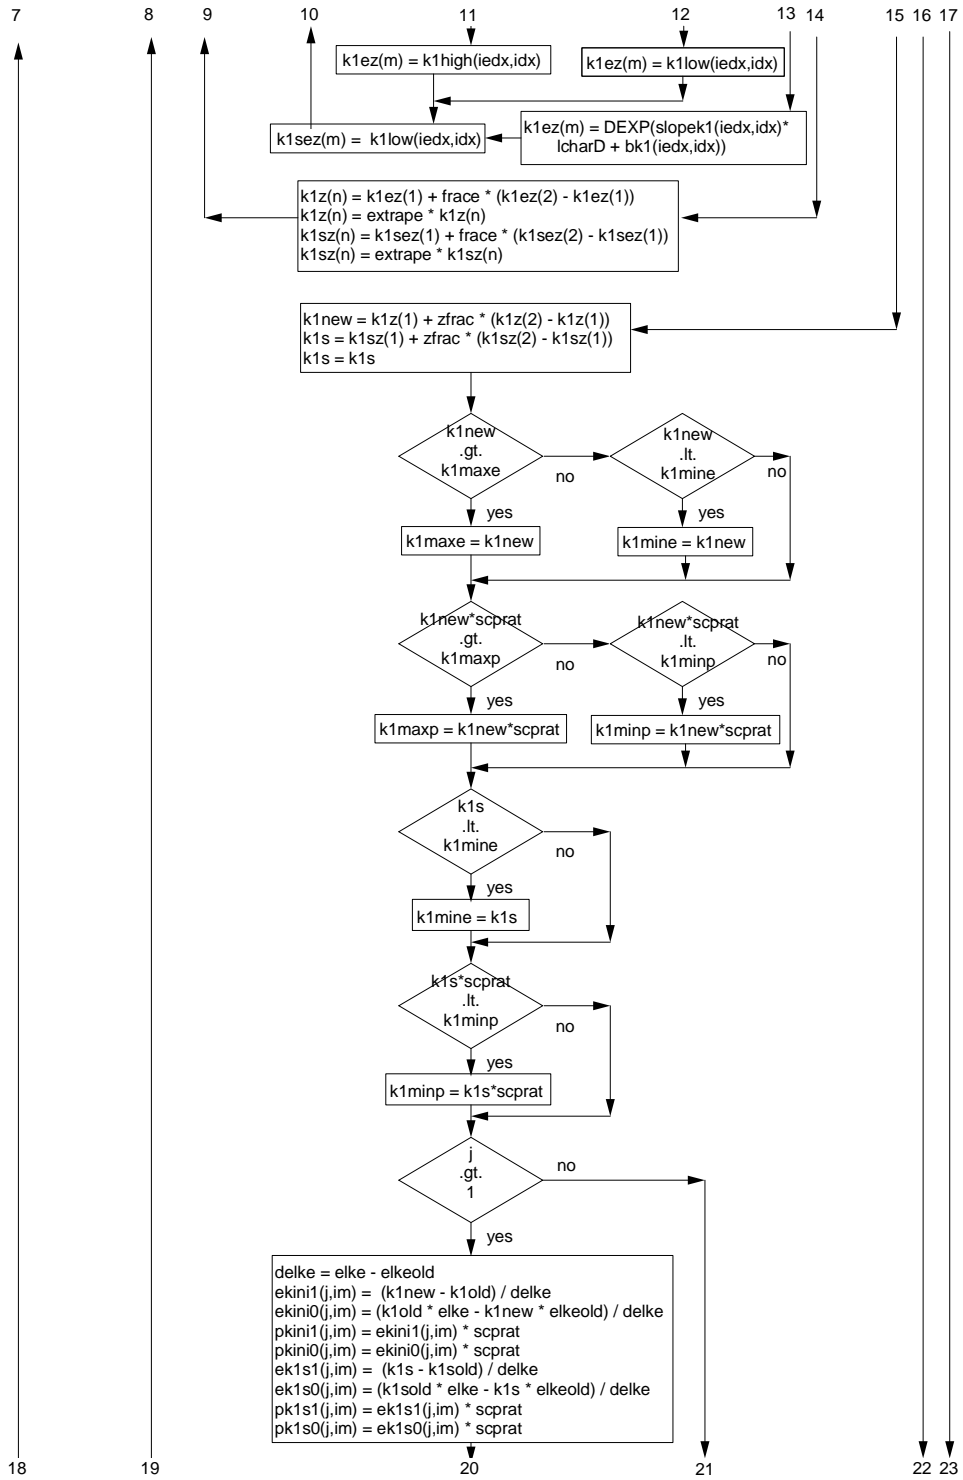 7 8 9 10 11 12 13 14 15 16 17
k1ez(m) = k1high(iedx,idx)
k1ez(m) = k1low(iedx,idx)
k1sez(m) = k1low(iedx,idx)
k1ez(m) = DEXP(slopek1(iedx,idx)*
lcharD + bk1(iedx,idx))
k1z(n) = k1ez(1) + frace * (k1ez(2) - k1ez(1))
k1z(n) = extrape * k1z(n)
k1sz(n) = k1sez(1) + frace * (k1sez(2) - k1sez(1))
k1sz(n) = extrape * k1sz(n)
k1new = k1z(1) + zfrac * (k1z(2) - k1z(1))
k1s = k1sz(1) + zfrac * (k1sz(2) - k1sz(1))
k1s = k1s
k1new
.gt.
k1maxe
no
k1new
.lt.
k1mine
no
yes
yes
k1maxe = k1new
k1mine = k1new
k1new*scprat
.gt.
k1maxp
no
k1new*scprat
.lt.
k1minp
no
yes
yes
k1maxp = k1new*scprat
k1minp = k1new*scprat
k1s
.lt.
k1mine
no
yes
k1mine = k1s
k1s*scprat
.lt.
k1minp
no
yes
k1minp = k1s*scprat
j
.gt.
1
no
yes
delke = elke - elkeold
ekini1(j,im) = (k1new - k1old) / delke
ekini0(j,im) = (k1old * elke - k1new * elkeold) / delke
pkini1(j,im) = ekini1(j,im) * scprat
pkini0(j,im) = ekini0(j,im) * scprat
ek1s1(j,im) = (k1s - k1sold) / delke
ek1s0(j,im) = (k1sold * elke - k1s * elkeold) / delke
pk1s1(j,im) = ek1s1(j,im) * scprat
pk1s0(j,im) = ek1s0(j,im) * scprat
18 19 20 21 22 23